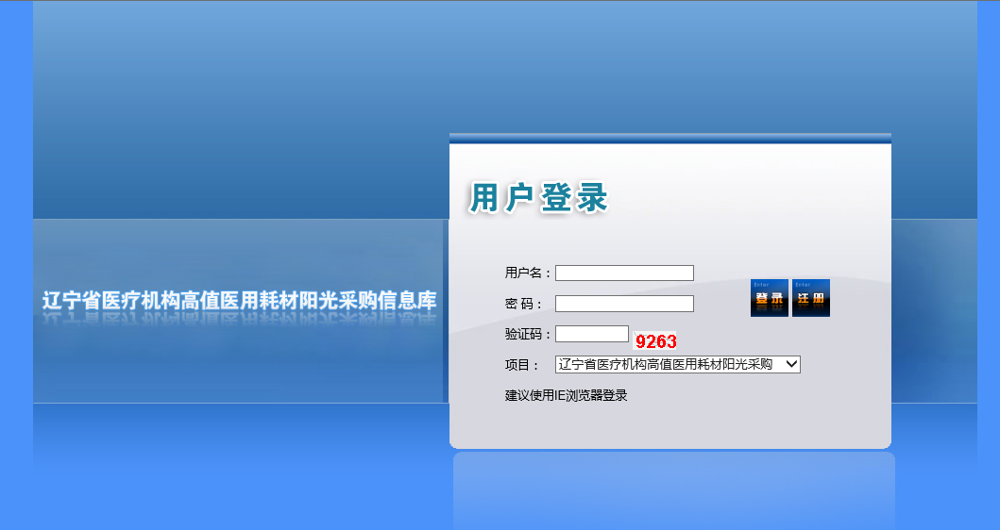 用户登录
辽宁省医疗机构高值医用耗材阳光采购信息库
用户名：
密 码：
验证码： 9263
项目： 辽宁省医疗机构高值医用耗材阳光采购
建议使用IE浏览器登录
Enter
登录
Enter
注册